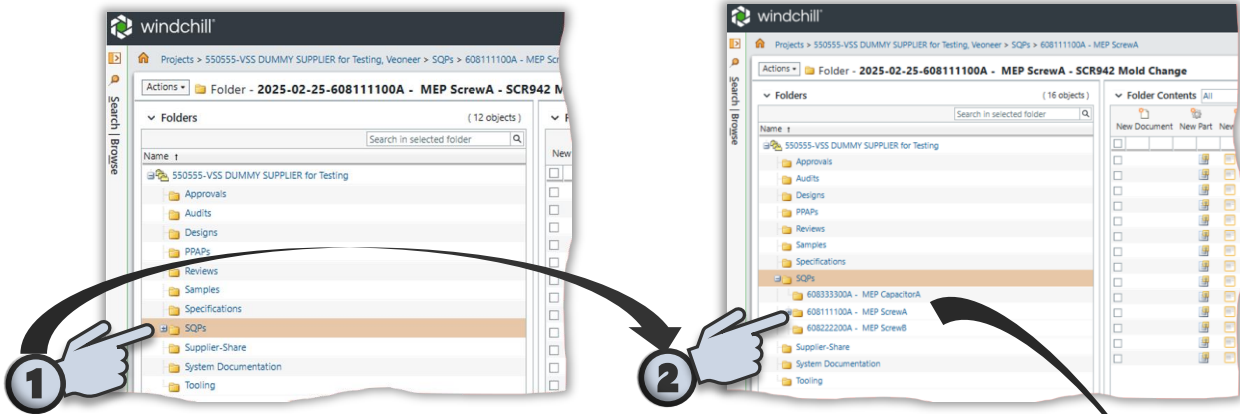 windchill
Projects > 550555-VSS DUMMY SUPPLIER for Testing, Veoneer > SQPs > 608111100A - MEP Scr
Search | Browse
Actions
Folder - 2025-02-25-608111100A - MEP ScrewA - SCR942 M
Folders
( 12 objects )
Search in selected folder
New
Name ↑
550555-VSS DUMMY SUPPLIER for Testing
Approvals
Audits
Designs
PPAPs
Reviews
Samples
Specifications
SQPs
Supplier-Share
System Documentation
Tooling
1
windchill
Projects > 550555-VSS DUMMY SUPPLIER for Testing, Veoneer > SQPs > 608111100A - MEP ScrewA
Search | Browse
Actions
Folder - 2025-02-25-608111100A - MEP ScrewA - SCR942 Mold Change
Folders
( 16 objects )
Folder Contents All
Search in selected folder
New Document New Part New
Name ↑
550555-VSS DUMMY SUPPLIER for Testing
Approvals
Audits
Designs
PPAPs
Reviews
Samples
Specifications
SQPs
608333300A - MEP CapacitorA
608111100A - MEP ScrewA
608222200A - MEP ScrewB
Supplier-Share
System Documentation
Tooling
2